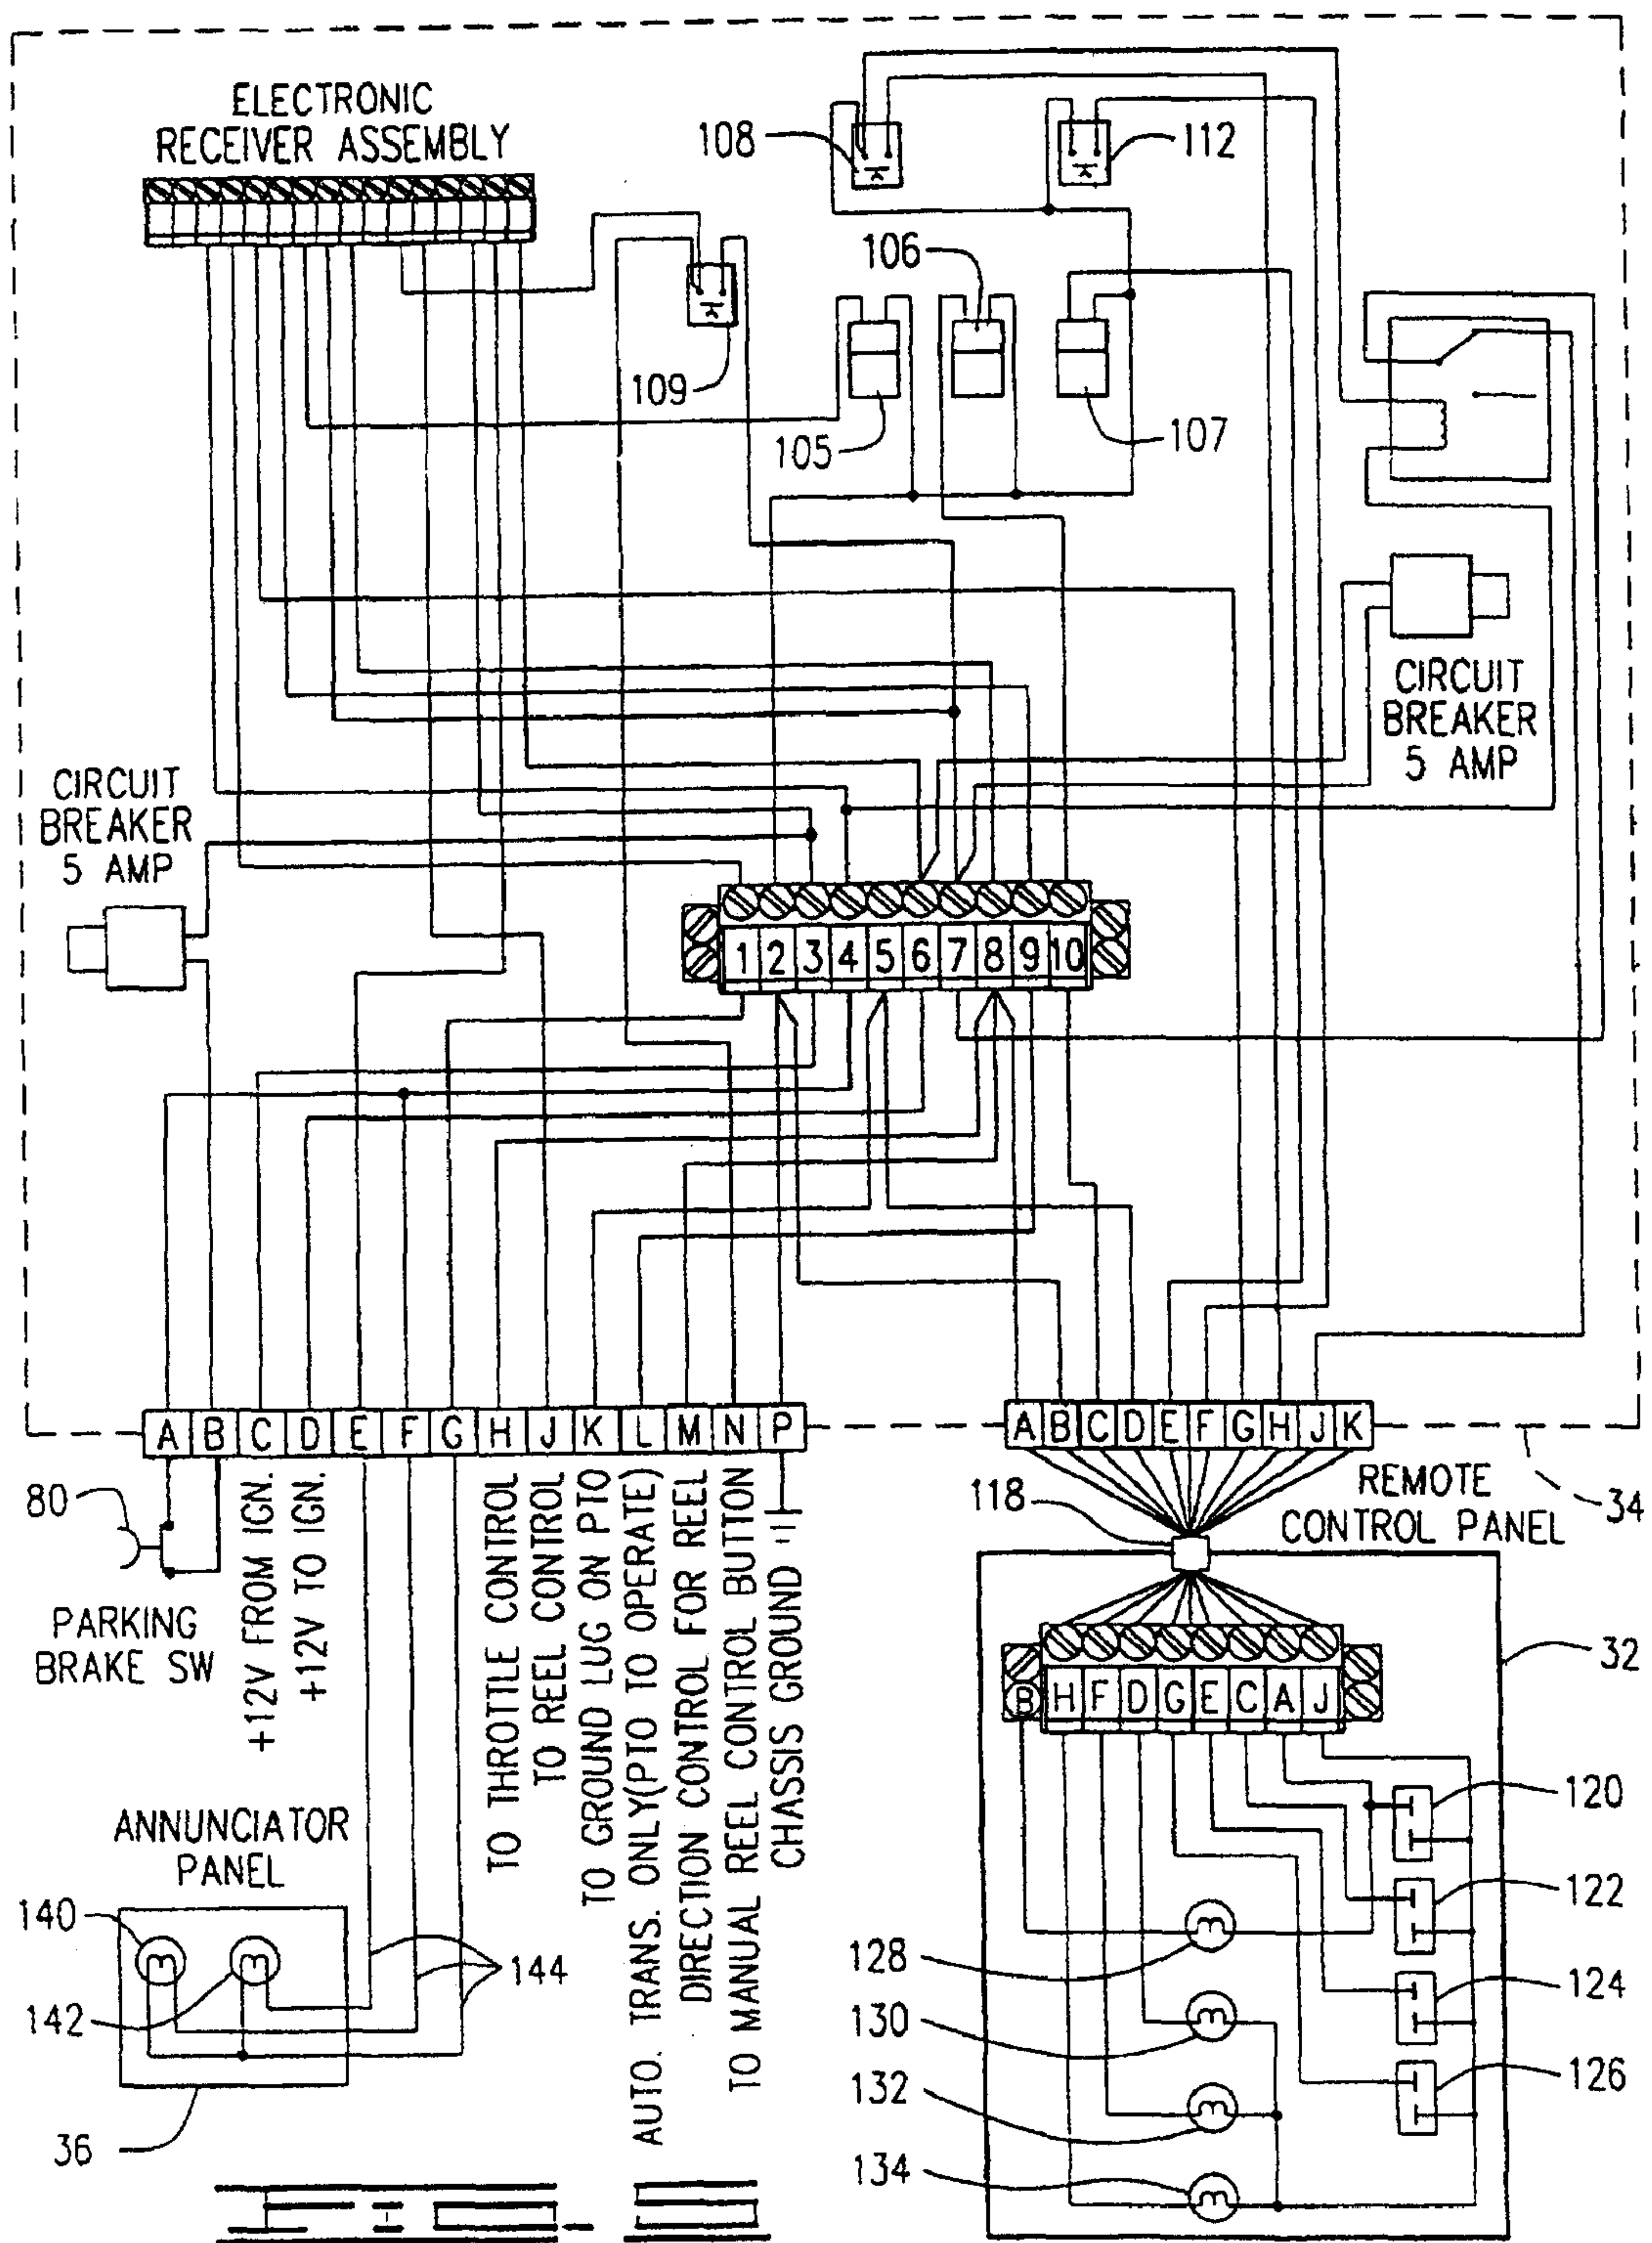 ELECTRONIC
RECEIVER ASSEMBLY
108
112
106
109
105
107
CIRCUIT
BREAKER
5 AMP
CIRCUIT
BREAKER
5 AMP
1 2 3 4 5 6 7 8 9 10
A B C D E F G H J K L M N P
A B C D E F G H J K
80
PARKING
BRAKE SW
+12V FROM IGN.
+12V TO IGN.
TO THROTTLE CONTROL
TO REEL CONTROL
TO GROUND LUG ON PTO
AUTO. TRANS. ONLY(PTO TO OPERATE)
DIRECTION CONTROL FOR REEL
TO MANUAL REEL CONTROL BUTTON
CHASSIS GROUND
118
REMOTE
CONTROL PANEL
34
32
B H F D G E C A J
120
122
124
126
128
130
132
134
ANNUNCIATOR
PANEL
140
142
144
36